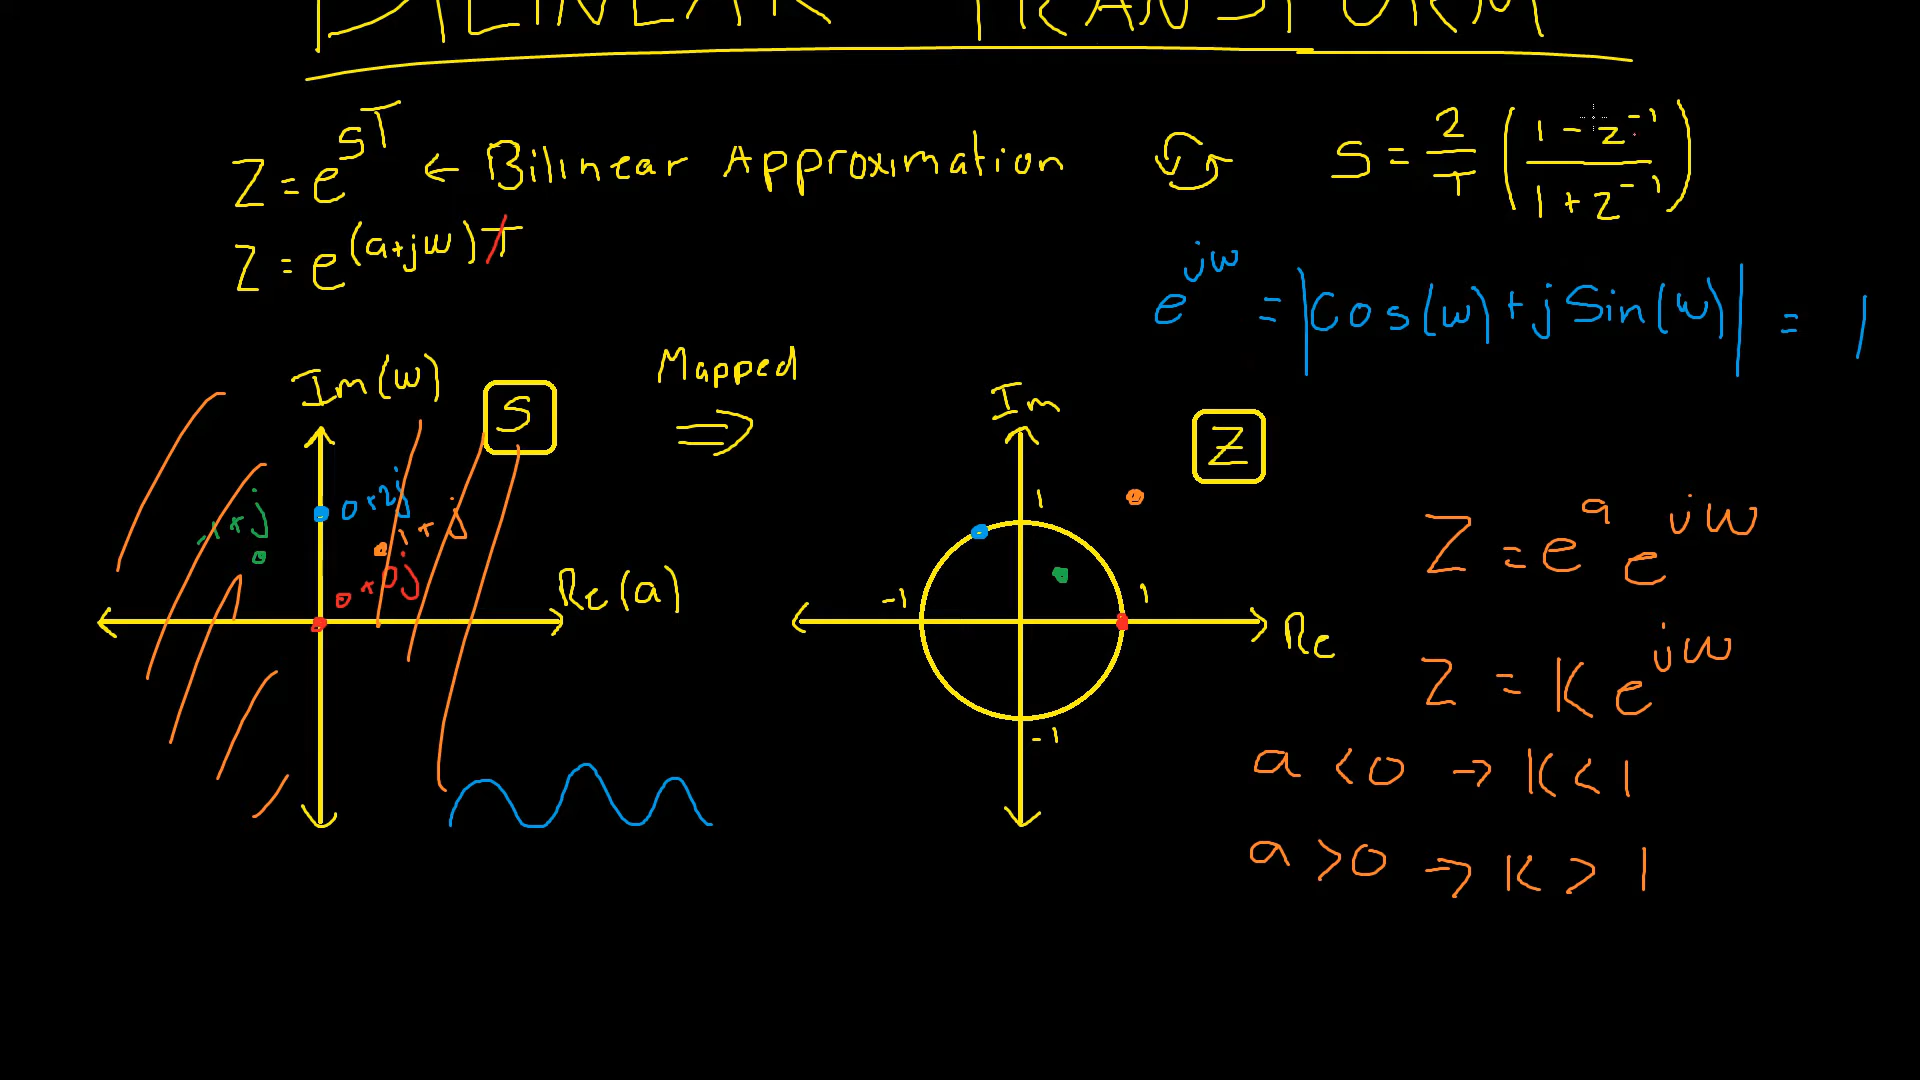 BILINEAR TRANSFORM
Z = e^{sT} ← Bilinear Approximation
S = 2/T ( (1 - z^{-1}) / (1 + z^{-1}) )
Z = e^{(a+jw)T}
e^{jw} = |Cos(w) + j Sin(w)| = 1
Im(w)
S
Mapped
⇒
Im
Z
0+2j
-1+j
1+j
0+0j
Re(a)
1
-1
1
Re
-1
Z = e^a e^{jw}
Z = K e^{jw}
a < 0 → K < 1
a > 0 → K > 1